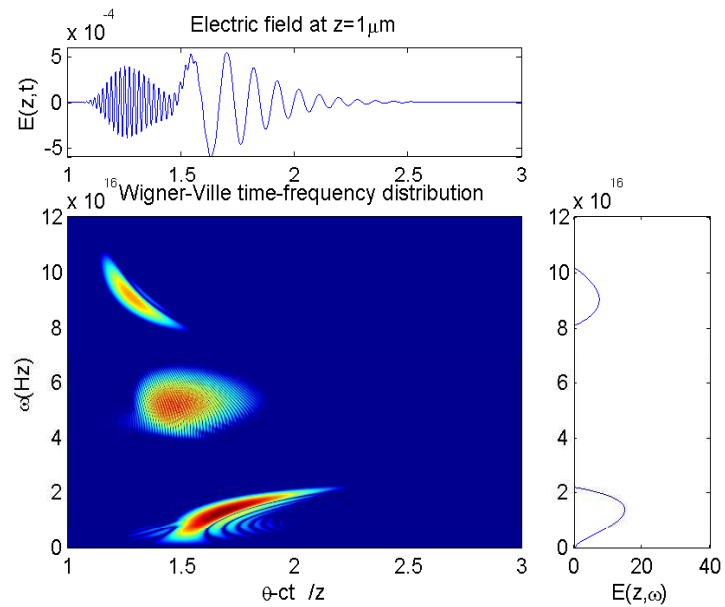 Electric field at z=1μm
x 10^-4
5
0
-5
E(z,t)
1 1.5 2 2.5 3
x 10^16
Wigner-Ville time-frequency distribution
12
10
8
6
4
2
0
ω(Hz)
1 1.5 2 2.5 3
θ-ct /z
x 10^16
12
10
8
6
4
2
0
0 20 40
E(z,ω)